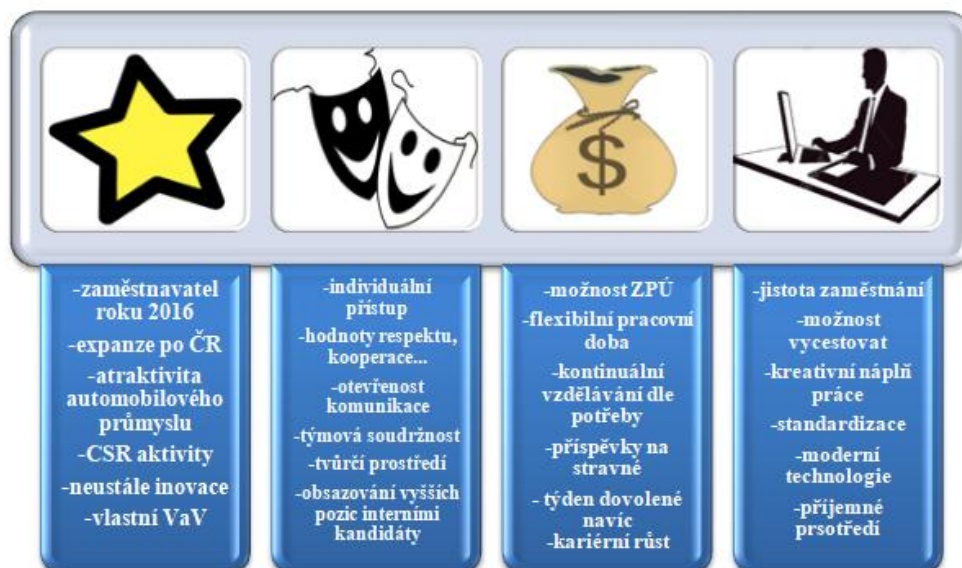 $
-zaměstnavatel
roku 2016
-expanze po ČR
-atraktivita
automobilového
průmyslu
-CSR aktivity
-neustále inovace
-vlastní VaV
-individuální
přístup
-hodnoty respektu,
kooperace...
-otevřenost
komunikace
-týmová soudržnost
-tvůrčí prostředí
-obsazování vyšších
pozic interními
kandidáty
-možnost ZPÚ
-flexibilní pracovní
doba
-kontinuální
vzdělávání dle
potřeby
-příspěvky na
stravné
- týden dovolené
navíc
-kariérní růst
-jistota zaměstnání
-možnost
vycestovat
-kreativní náplň
práce
-standardizace
-moderní
technologie
-příjemné
prsotředí